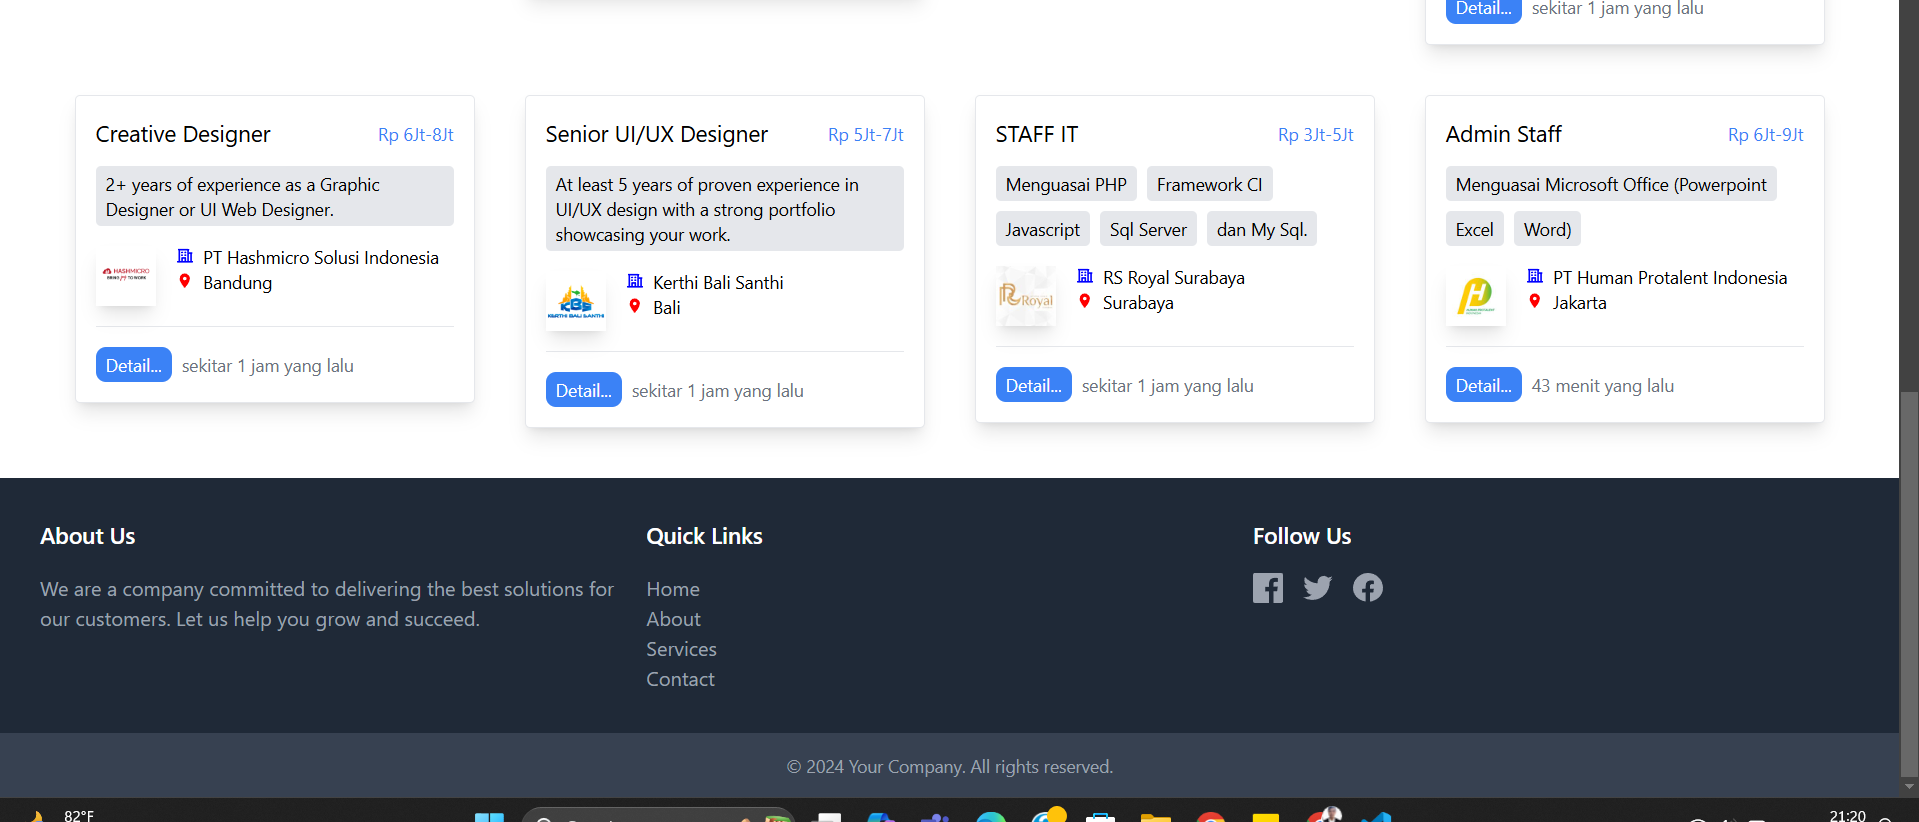 Detail... sekitar 1 jam yang lalu
Creative Designer Rp 6Jt-8Jt
2+ years of experience as a Graphic
Designer or UI Web Designer.
HASHMICRO
PT Hashmicro Solusi Indonesia
Bandung
Detail... sekitar 1 jam yang lalu
Senior UI/UX Designer Rp 5Jt-7Jt
At least 5 years of proven experience in
UI/UX design with a strong portfolio
showcasing your work.
KBS
KERTHI BALI SANTHI
Kerthi Bali Santhi
Bali
Detail... sekitar 1 jam yang lalu
STAFF IT Rp 3Jt-5Jt
Menguasai PHP Framework CI
Javascript Sql Server dan My Sql.
Royal
RS Royal Surabaya
Surabaya
Detail... sekitar 1 jam yang lalu
Admin Staff Rp 6Jt-9Jt
Menguasai Microsoft Office (Powerpoint
Excel Word)
PT Human Protalent Indonesia
Jakarta
Detail... 43 menit yang lalu
About Us
We are a company committed to delivering the best solutions for
our customers. Let us help you grow and succeed.
Quick Links
Home
About
Services
Contact
Follow Us
© 2024 Your Company. All rights reserved.
82°F
21:20